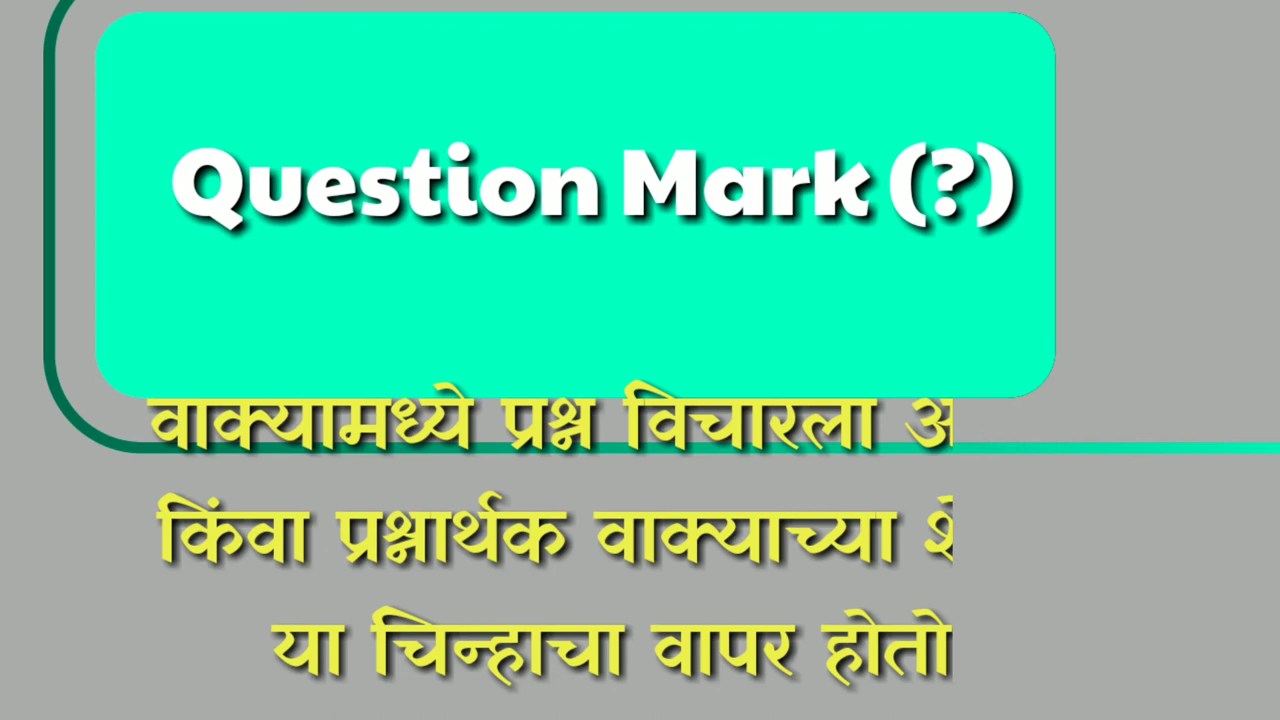 Question Mark (?)
वाक्यामध्ये प्रश्न विचारला
किंवा प्रश्नार्थक वाक्याच्या
या चिन्हाचा वापर होतो